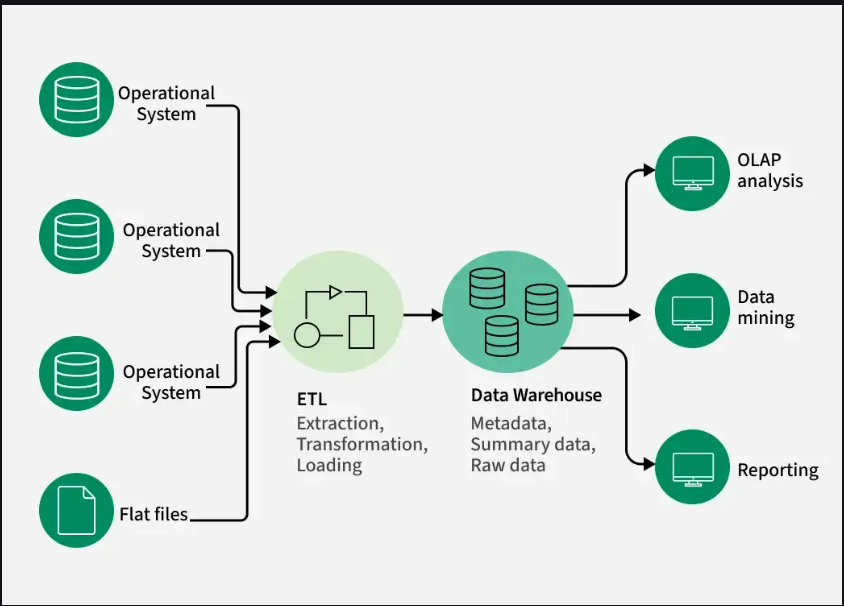 Operational
System
Operational
System
Operational
System
Flat files
ETL
Extraction,
Transformation,
Loading
Data Warehouse
Metadata,
Summary data,
Raw data
OLAP
analysis
Data
mining
Reporting